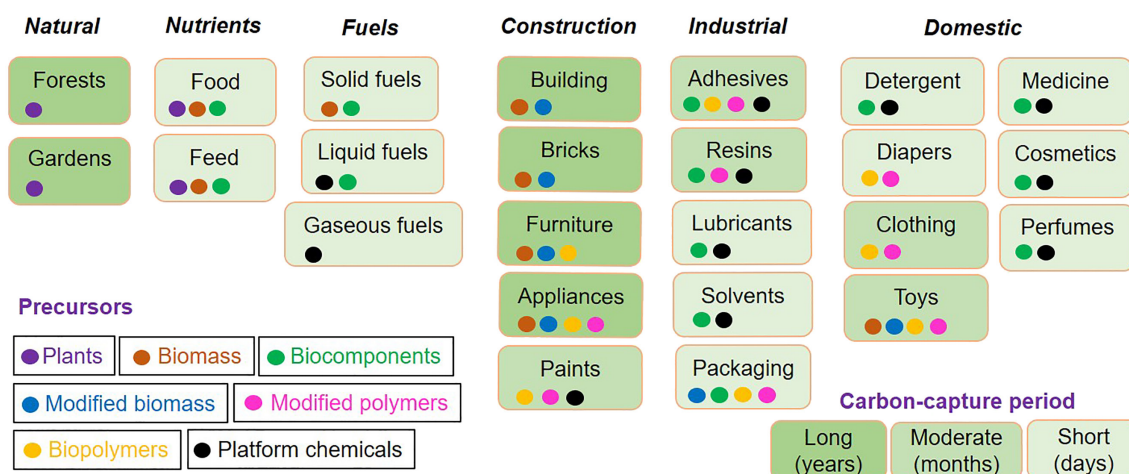 Natural
Nutrients
Fuels
Construction
Industrial
Domestic
Forests
Gardens
Food
Feed
Solid fuels
Liquid fuels
Gaseous fuels
Building
Bricks
Furniture
Appliances
Paints
Adhesives
Resins
Lubricants
Solvents
Packaging
Detergent
Diapers
Clothing
Toys
Medicine
Cosmetics
Perfumes
Precursors
Plants
Biomass
Biocomponents
Modified biomass
Modified polymers
Biopolymers
Platform chemicals
Carbon-capture period
Long
(years)
Moderate
(months)
Short
(days)